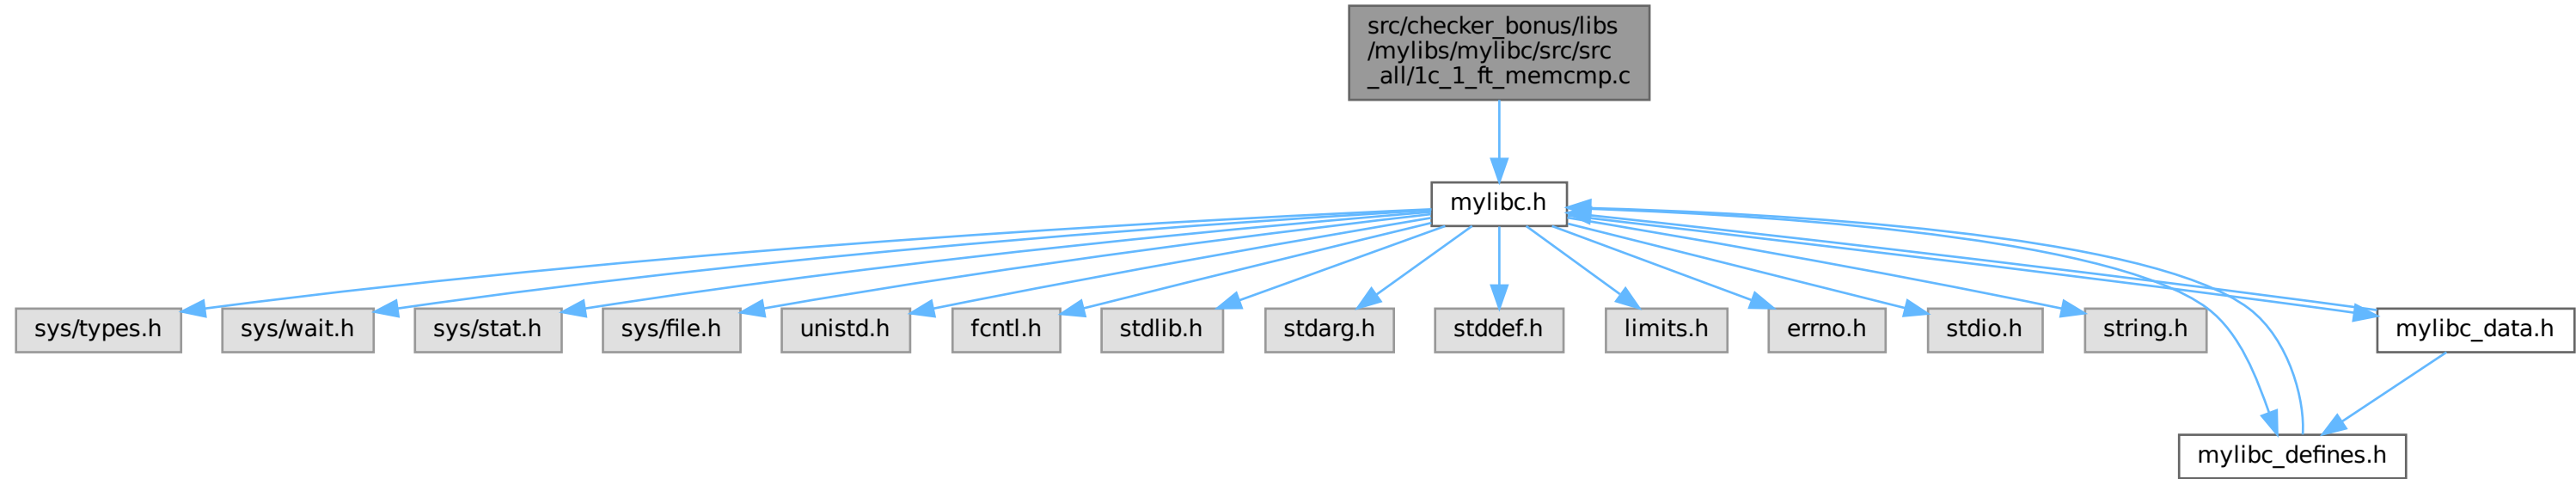 src/checker_bonus/libs
/mylibs/mylibc/src/src
_all/1c_1_ft_memcmp.c
mylibc.h
sys/types.h
sys/wait.h
sys/stat.h
sys/file.h
unistd.h
fcntl.h
stdlib.h
stdarg.h
stddef.h
limits.h
errno.h
stdio.h
string.h
mylibc_data.h
mylibc_defines.h